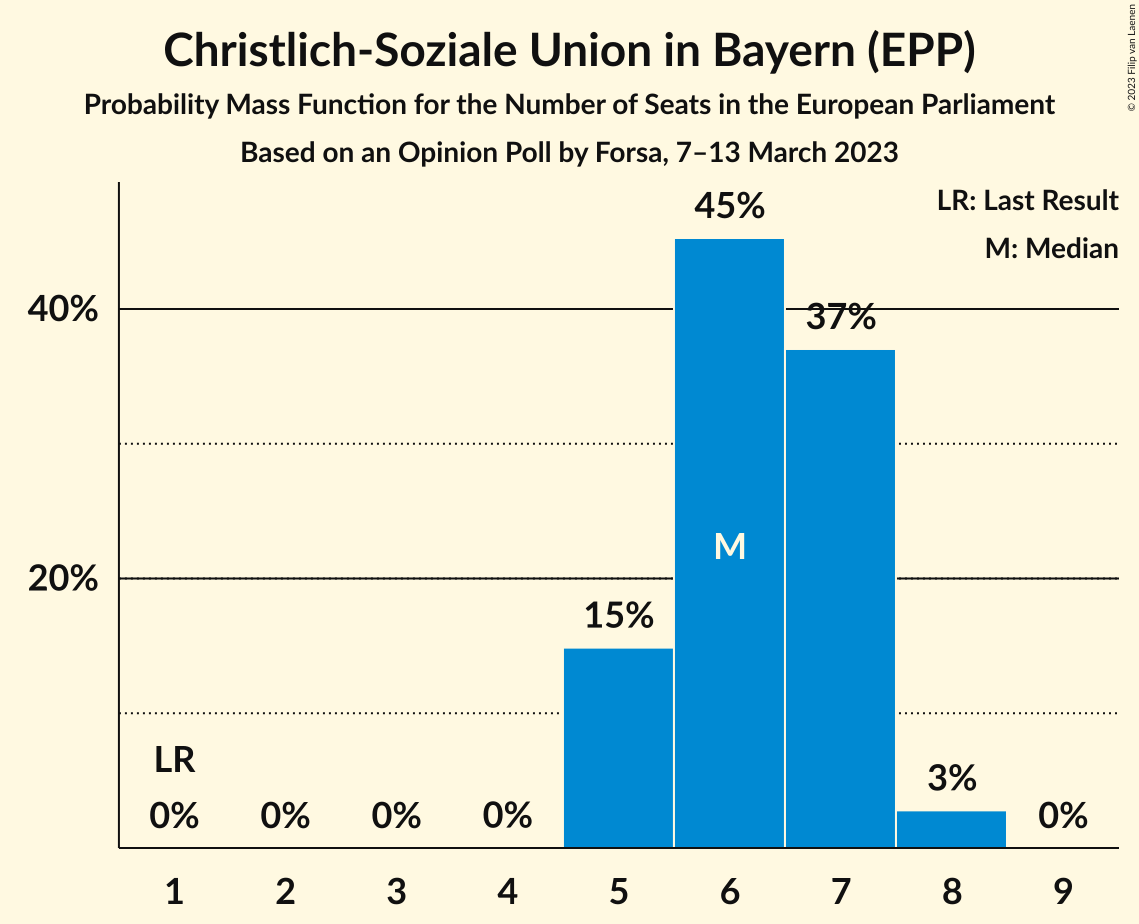 Christlich-Soziale Union in Bayern (EPP)
Probability Mass Function for the Number of Seats in the European Parliament
Based on an Opinion Poll by Forsa, 7–13 March 2023
© 2023 Filip van Laenen
LR: Last Result
M: Median
45%
40%
37%
M
20%
15%
LR
3%
0% 0% 0% 0% 0%
1 2 3 4 5 6 7 8 9